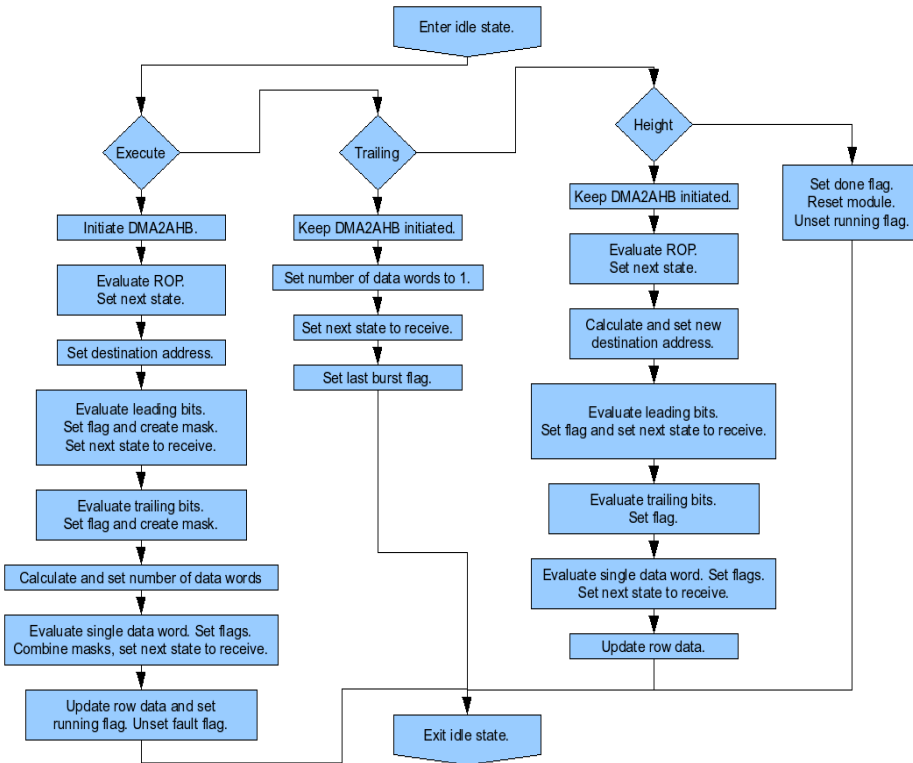 Enter idle state.
Execute
Initiate DMA2AHB.
Evaluate ROP.
Set next state.
Set destination address.
Evaluate leading bits.
Set flag and create mask.
Set next state to receive.
Evaluate trailing bits.
Set flag and create mask.
Calculate and set number of data words
Evaluate single data word. Set flags.
Combine masks, set next state to receive.
Update row data and set
running flag. Unset fault flag.
Trailing
Keep DMA2AHB initiated.
Set number of data words to 1.
Set next state to receive.
Set last burst flag.
Height
Keep DMA2AHB initiated.
Evaluate ROP.
Set next state.
Calculate and set new
destination address.
Evaluate leading bits.
Set flag and set next state to receive.
Evaluate trailing bits.
Set flag.
Evaluate single data word. Set flags.
Set next state to receive.
Update row data.
Set done flag.
Reset module.
Unset running flag.
Exit idle state.